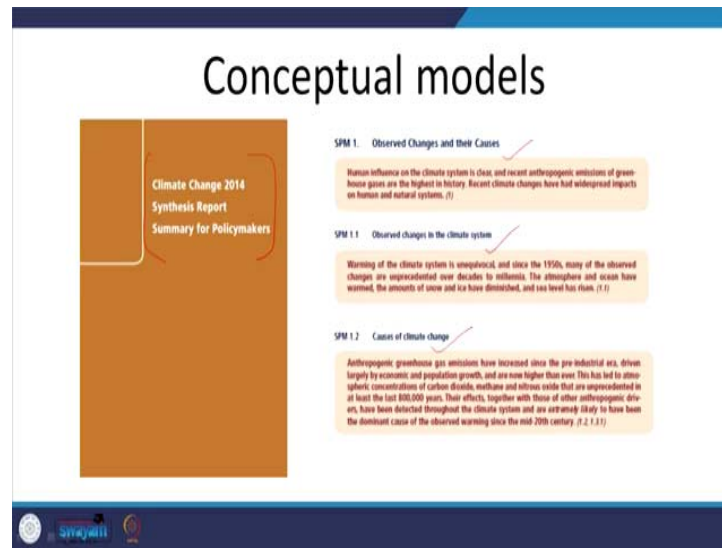 Conceptual models
Climate Change 2014
Synthesis Report
Summary for Policymakers
SPM 1. Observed Changes and their Causes
Human influence on the climate system is clear, and recent anthropogenic emissions of green-
house gases are the highest in history. Recent climate changes have had widespread impacts
on human and natural systems. (1)
SPM 1.1 Observed changes in the climate system
Warming of the climate system is unequivocal, and since the 1950s, many of the observed
changes are unprecedented over decades to millennia. The atmosphere and ocean have
warmed, the amounts of snow and ice have diminished, and sea level has risen. (1.1)
SPM 1.2 Causes of climate change
Anthropogenic greenhouse gas emissions have increased since the pre-industrial era, driven
largely by economic and population growth, and are now higher than ever. This has led to atmo-
spheric concentrations of carbon dioxide, methane and nitrous oxide that are unprecedented in
at least the last 800,000 years. Their effects, together with those of other anthropogenic driv-
ers, have been detected throughout the climate system and are extremely likely to have been
the dominant cause of the observed warming since the mid-20th century. (1.2, 1.3.1)
swayam